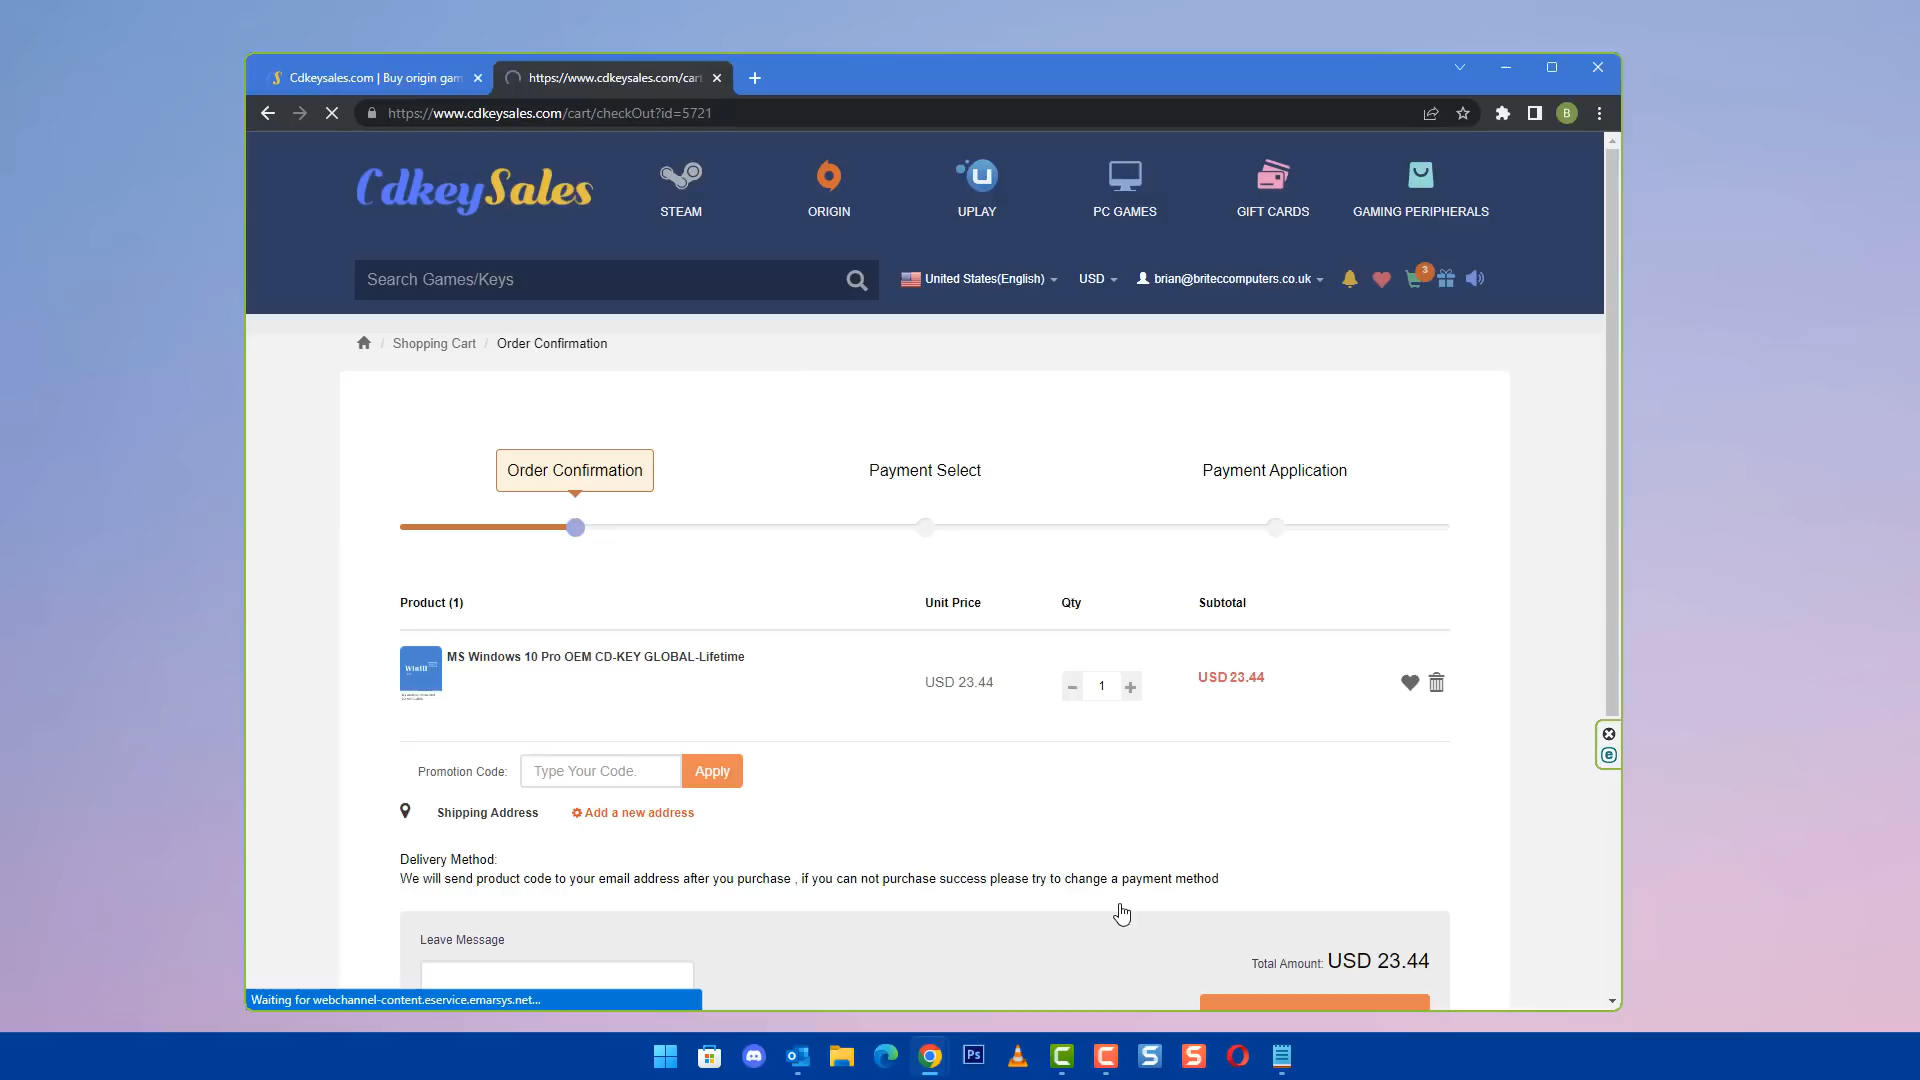 Cdkeysales.com | Buy origin gam
https://www.cdkeysales.com/car
https://www.cdkeysales.com/cart/checkOut?id=5721
B
CdkeySales
STEAM
ORIGIN
UPLAY
PC GAMES
GIFT CARDS
GAMING PERIPHERALS
Search Games/Keys
United States(English)
USD
brian@briteccomputers.co.uk
3
/ Shopping Cart / Order Confirmation
Order Confirmation
Payment Select
Payment Application
Product (1)
Unit Price
Qty
Subtotal
MS Windows 10 Pro OEM CD-KEY GLOBAL-Lifetime
USD 23.44
1
USD 23.44
Promotion Code:
Type Your Code.
Apply
Shipping Address
Add a new address
Delivery Method:
We will send product code to your email address after you purchase , if you can not purchase success please try to change a payment method
Leave Message
Total Amount: USD 23.44
Waiting for webchannel-content.eservice.emarsys.net...
Ps